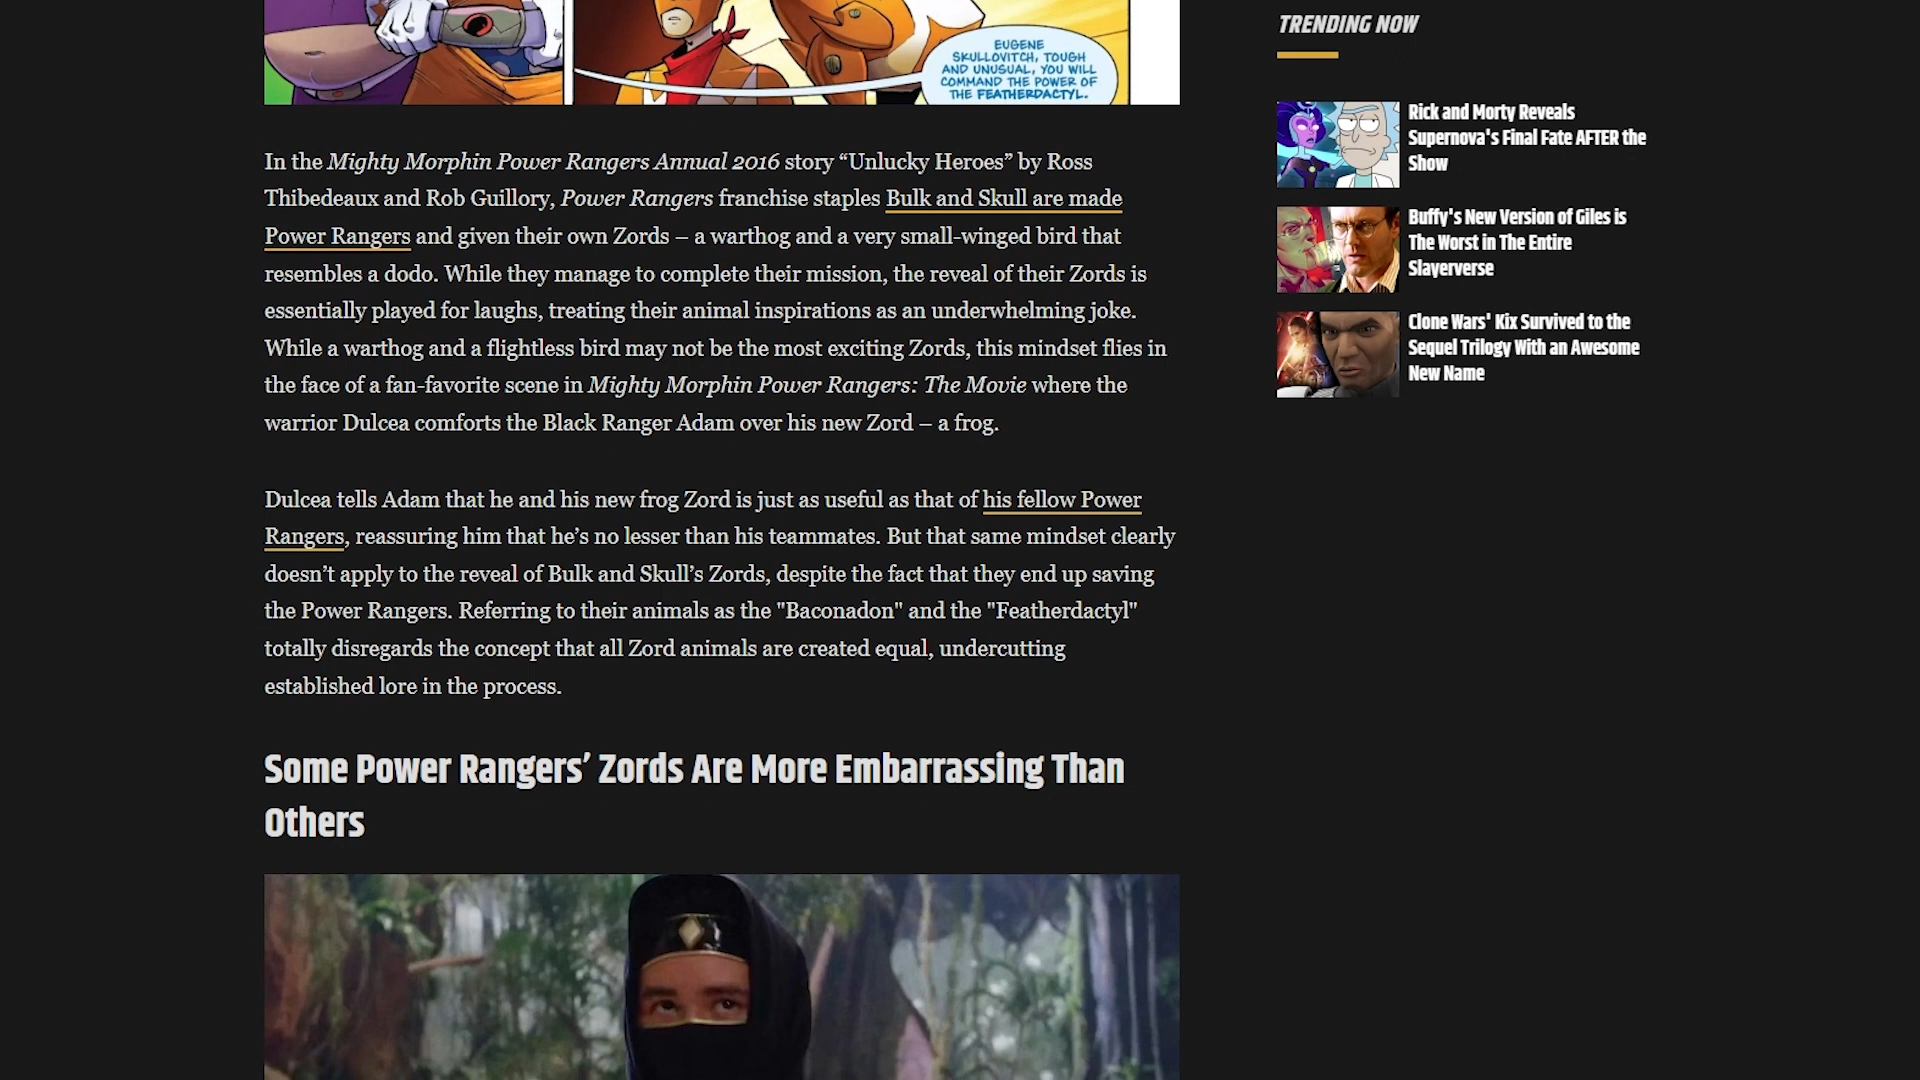 EUGENE
SKULLOVITCH, TOUGH
AND UNUSUAL, YOU WILL
COMMAND THE POWER OF
THE FEATHERDACTYL.
In the Mighty Morphin Power Rangers Annual 2016 story “Unlucky Heroes” by Ross
Thibedeaux and Rob Guillory, Power Rangers franchise staples Bulk and Skull are made
Power Rangers and given their own Zords – a warthog and a very small-winged bird that
resembles a dodo. While they manage to complete their mission, the reveal of their Zords is
essentially played for laughs, treating their animal inspirations as an underwhelming joke.
While a warthog and a flightless bird may not be the most exciting Zords, this mindset flies in
the face of a fan-favorite scene in Mighty Morphin Power Rangers: The Movie where the
warrior Dulcea comforts the Black Ranger Adam over his new Zord – a frog.
Dulcea tells Adam that he and his new frog Zord is just as useful as that of his fellow Power
Rangers, reassuring him that he’s no lesser than his teammates. But that same mindset clearly
doesn’t apply to the reveal of Bulk and Skull’s Zords, despite the fact that they end up saving
the Power Rangers. Referring to their animals as the "Baconadon" and the "Featherdactyl"
totally disregards the concept that all Zord animals are created equal, undercutting
established lore in the process.
Some Power Rangers’ Zords Are More Embarrassing Than
Others
TRENDING NOW
Rick and Morty Reveals
Supernova's Final Fate AFTER the
Show
Buffy's New Version of Giles is
The Worst in The Entire
Slayerverse
Clone Wars' Kix Survived to the
Sequel Trilogy With an Awesome
New Name